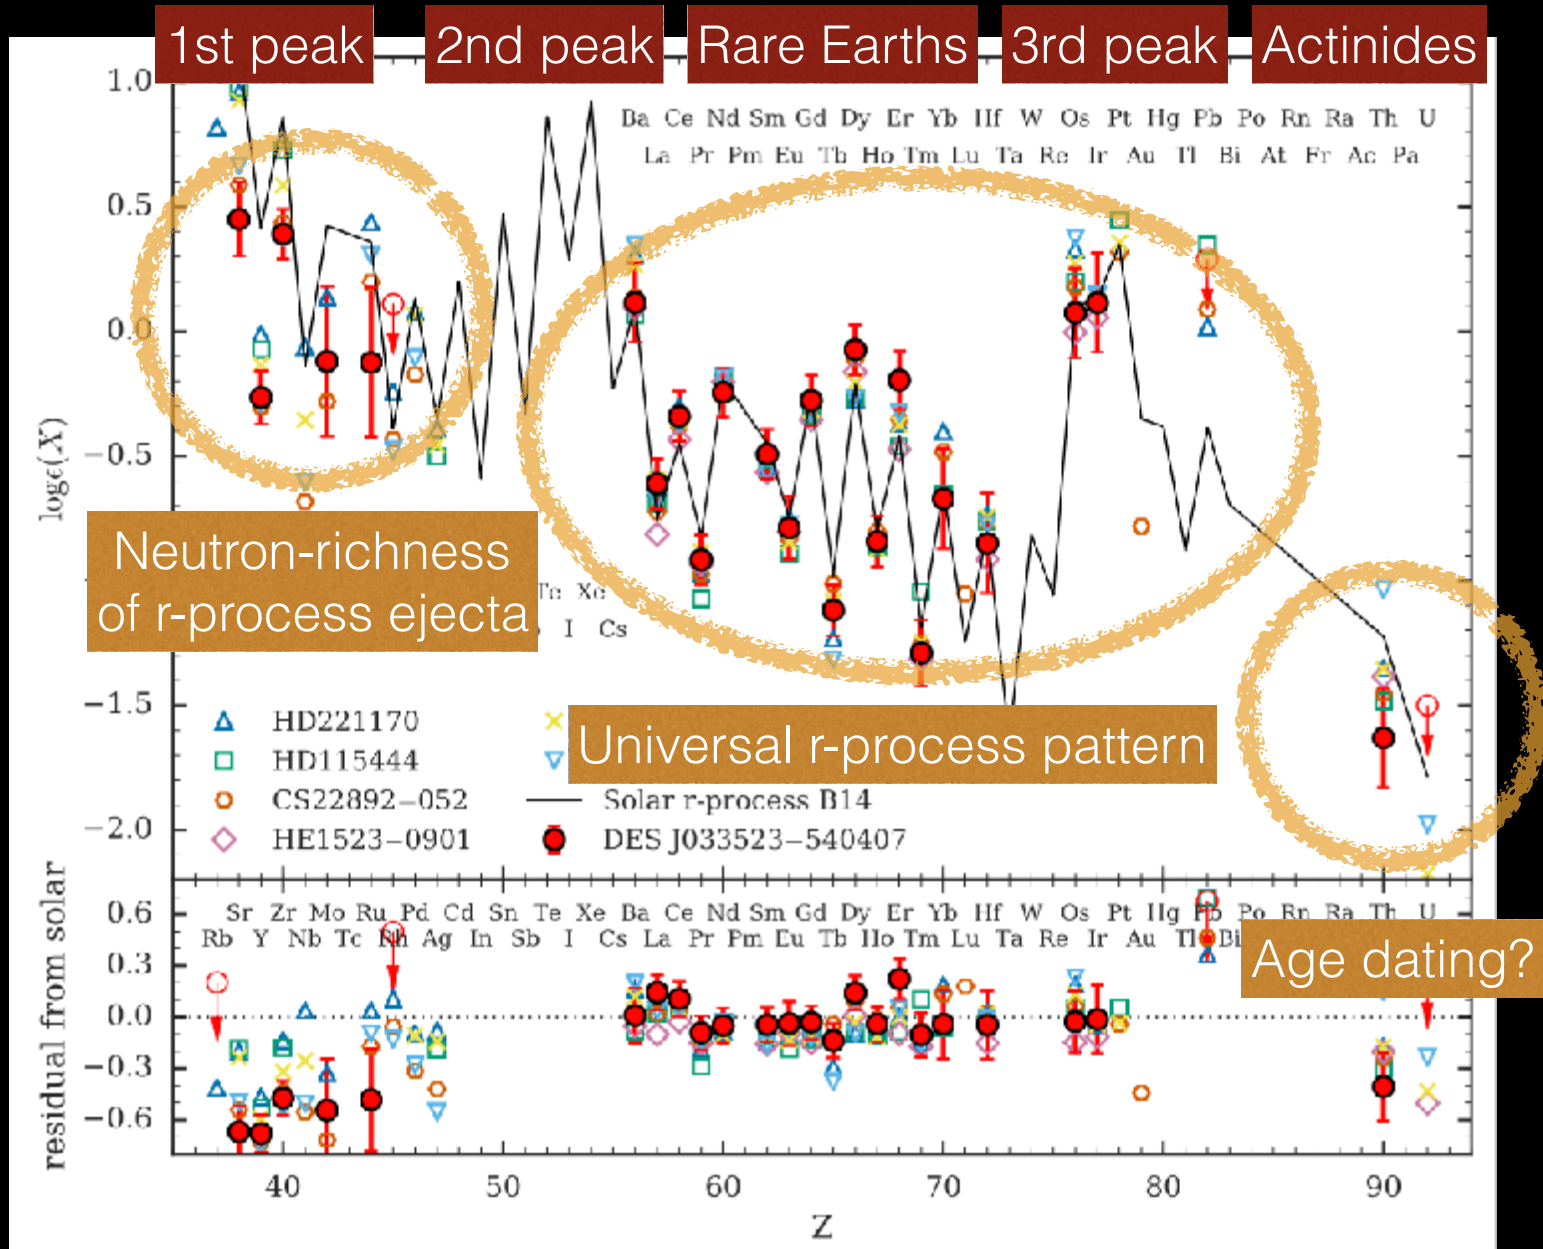 1st peak 2nd peak Rare Earths 3rd peak Actinides
Ba Ce Nd Sm Gd Dy Er Yb Hf W Os Pt Hg Pb Po Rn Ra Th U
La Pr Pm Eu Tb Ho Tm Lu Ta Re Ir Au Tl Bi At Fr Ac Pa
1.0
0.5
0.0
−0.5
−1.5
−2.0
logϵ(X)
Neutron-richness
of r-process ejecta
Te Xe
I Cs
HD221170
HD115444
CS22892−052
HE1523−0901
Universal r-process pattern
Solar r-process B14
DES J033523−540407
Sr Zr Mo Ru Pd Cd Sn Te Xe Ba Ce Nd Sm Gd Dy Er Yb Hf W Os Pt Hg Pb Po Rn Ra Th U
Rb Y Nb Tc Rh Ag In Sb I Cs La Pr Pm Eu Tb Ho Tm Lu Ta Re Ir Au Tl Bi
Age dating?
0.6
0.3
0.0
−0.3
−0.6
residual from solar
40 50 60 70 80 90
Z